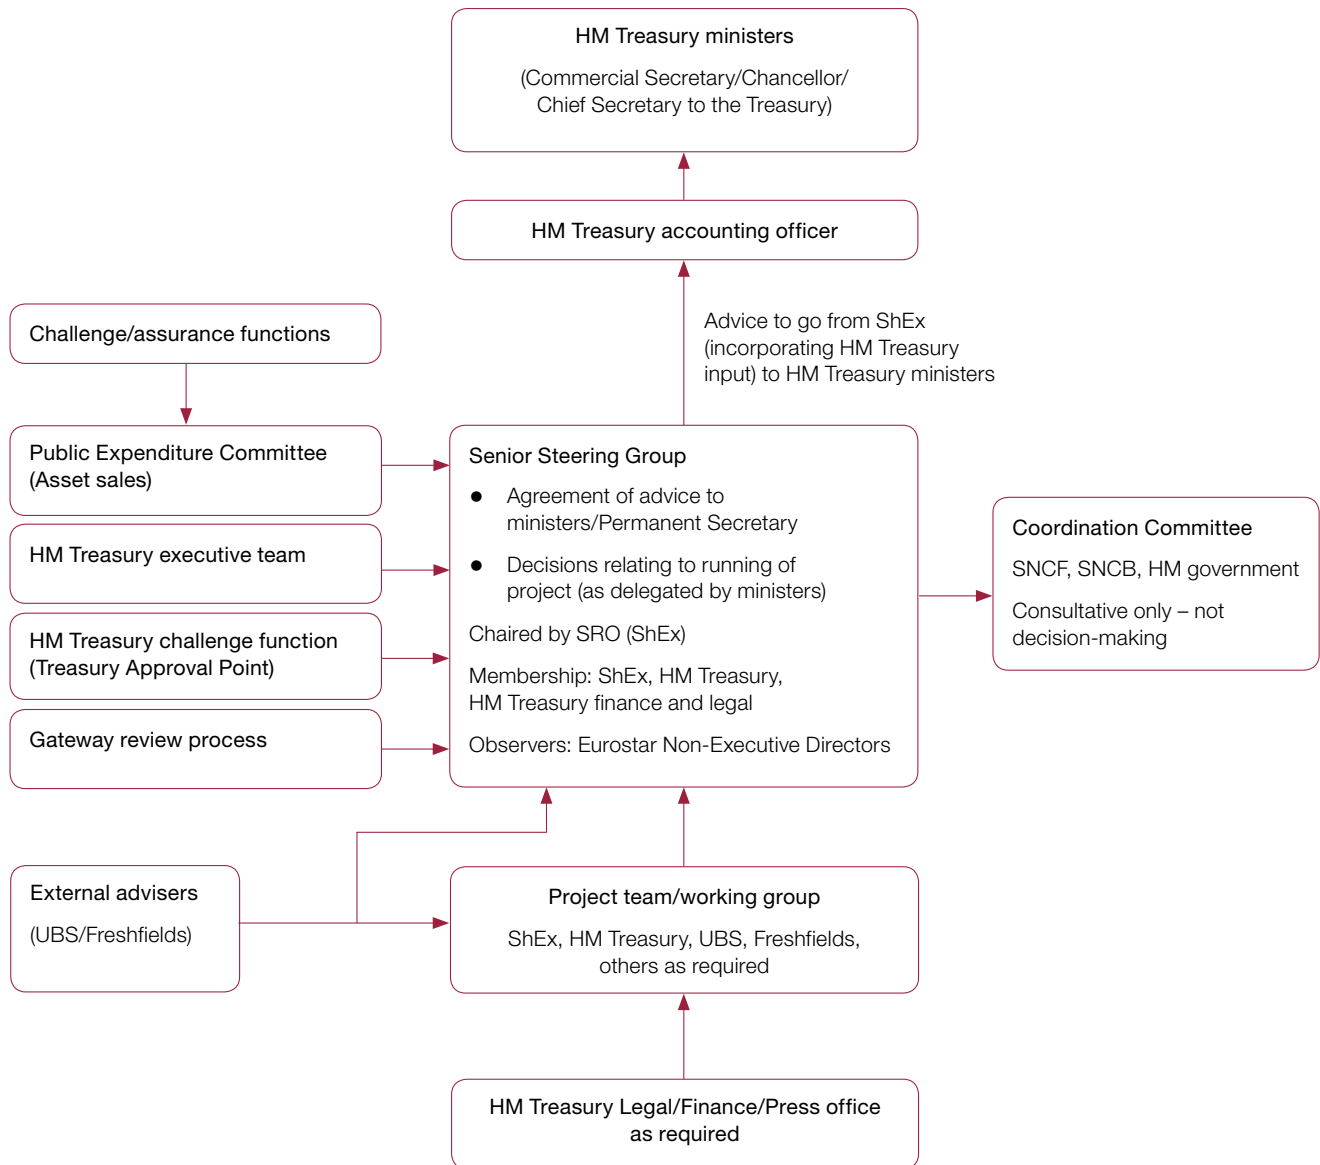 HM Treasury ministers
(Commercial Secretary/Chancellor/
Chief Secretary to the Treasury)
HM Treasury accounting officer
Advice to go from ShEx
(incorporating HM Treasury
input) to HM Treasury ministers
Challenge/assurance functions
Public Expenditure Committee
(Asset sales)
HM Treasury executive team
HM Treasury challenge function
(Treasury Approval Point)
Gateway review process
Senior Steering Group
● Agreement of advice to
ministers/Permanent Secretary
● Decisions relating to running of
project (as delegated by ministers)
Chaired by SRO (ShEx)
Membership: ShEx, HM Treasury,
HM Treasury finance and legal
Observers: Eurostar Non-Executive Directors
Coordination Committee
SNCF, SNCB, HM government
Consultative only – not
decision-making
External advisers
(UBS/Freshfields)
Project team/working group
ShEx, HM Treasury, UBS, Freshfields,
others as required
HM Treasury Legal/Finance/Press office
as required